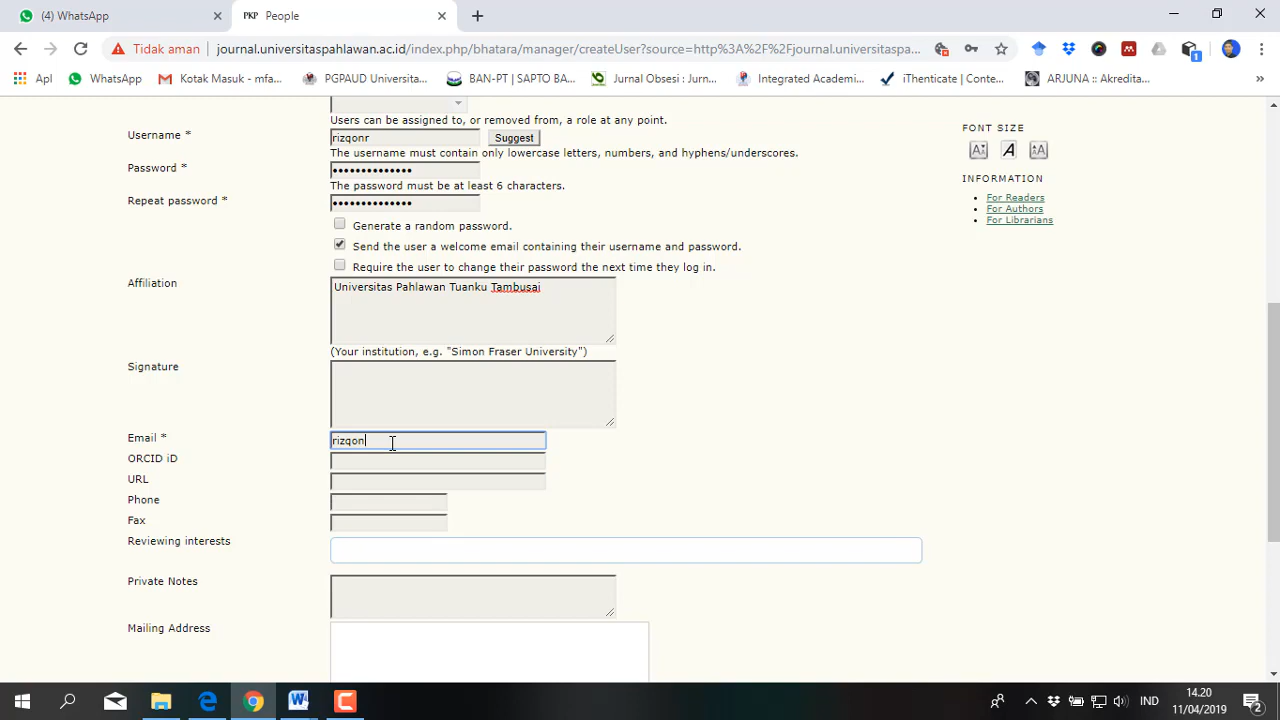 (4) WhatsApp
PKP People
Tidak aman journal.universitaspahlawan.ac.id/index.php/bhatara/manager/createUser?source=http%3A%2F%2Fjournal.universitaspa...
Apl WhatsApp Kotak Masuk - mfa... PGPAUD Universita... BAN-PT | SAPTO BA... Jurnal Obsesi : Jurn... Integrated Academi... iThenticate | Conte... ARJUNA :: Akredita...
Users can be assigned to, or removed from, a role at any point.
FONT SIZE
Username * rizqonr Suggest
The username must contain only lowercase letters, numbers, and hyphens/underscores.
Password *
The password must be at least 6 characters.
INFORMATION
Repeat password *
For Readers
For Authors
For Librarians
Generate a random password.
Send the user a welcome email containing their username and password.
Require the user to change their password the next time they log in.
Affiliation Universitas Pahlawan Tuanku Tambusai
(Your institution, e.g. "Simon Fraser University")
Signature
Email * rizqon
ORCID iD
URL
Phone
Fax
Reviewing interests
Private Notes
Mailing Address
IND 14.20
11/04/2019